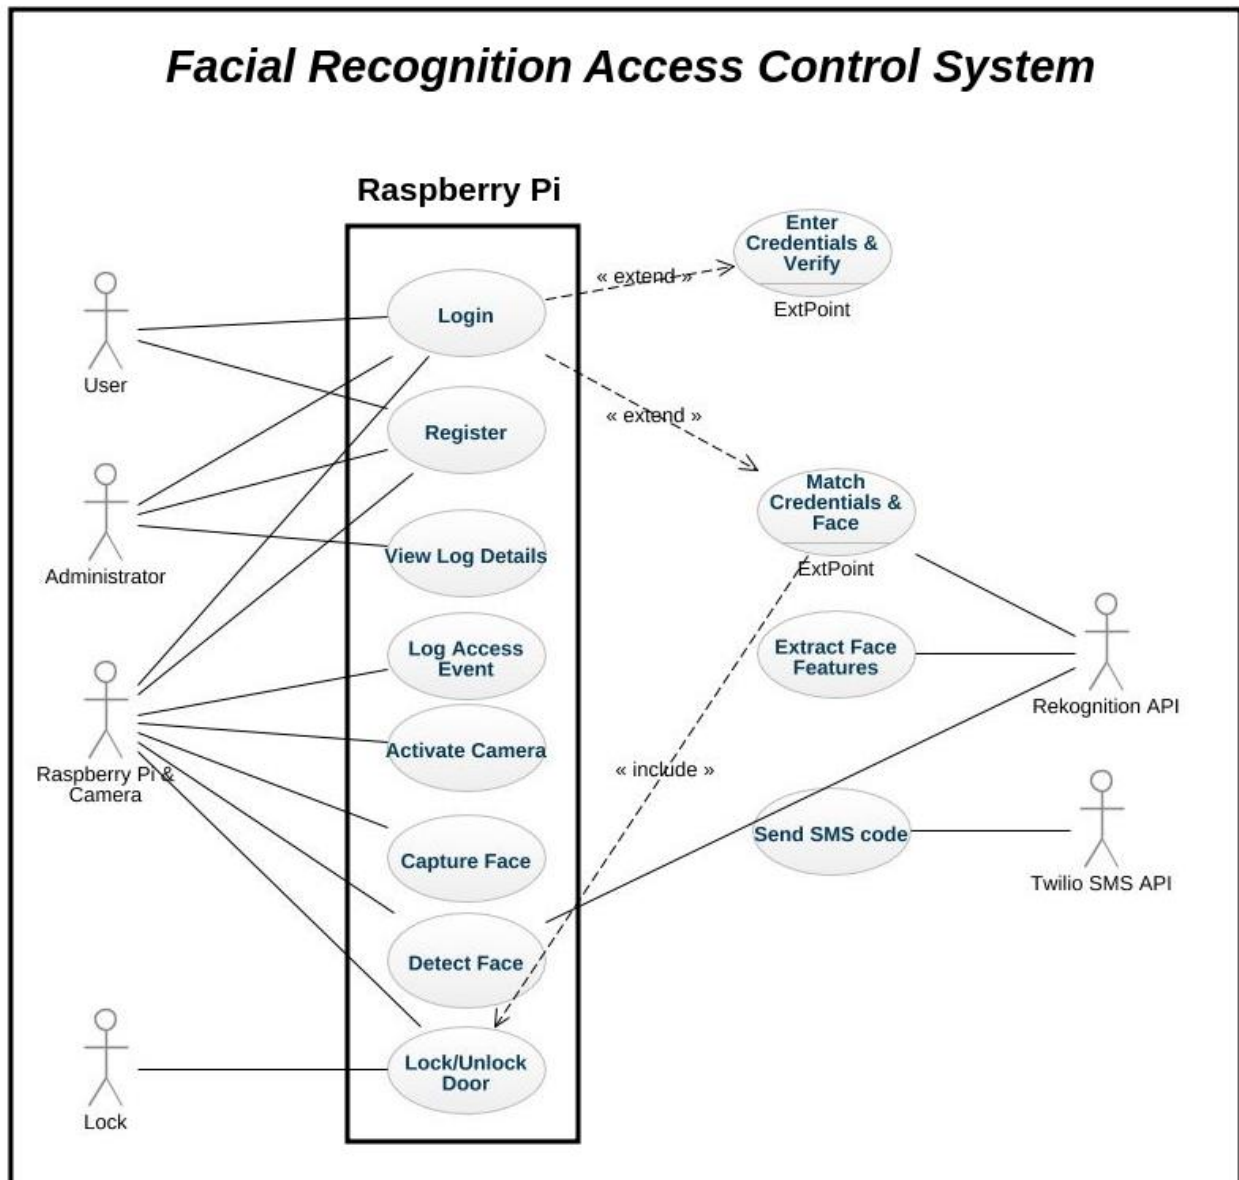 Facial Recognition Access Control System
Raspberry Pi
Enter
Credentials &
Verify
ExtPoint
« extend »
Login
User
« extend »
Register
Match
Credentials &
Face
ExtPoint
Administrator
View Log Details
Log Access
Event
Extract Face
Features
Rekognition API
Raspberry Pi &
Camera
Activate Camera
« include »
Send SMS code
Twilio SMS API
Capture Face
Detect Face
Lock/Unlock
Door
Lock